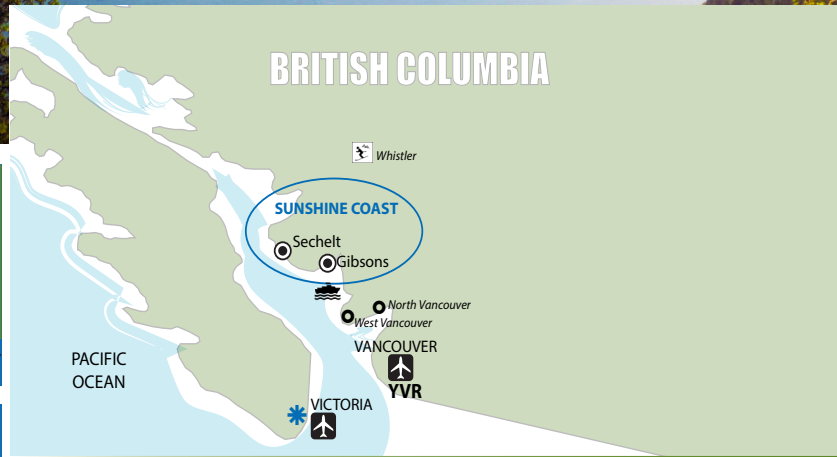 BRITISH COLUMBIA
Whistler
SUNSHINE COAST
Sechelt
Gibsons
North Vancouver
West Vancouver
VANCOUVER
YVR
PACIFIC
OCEAN
VICTORIA